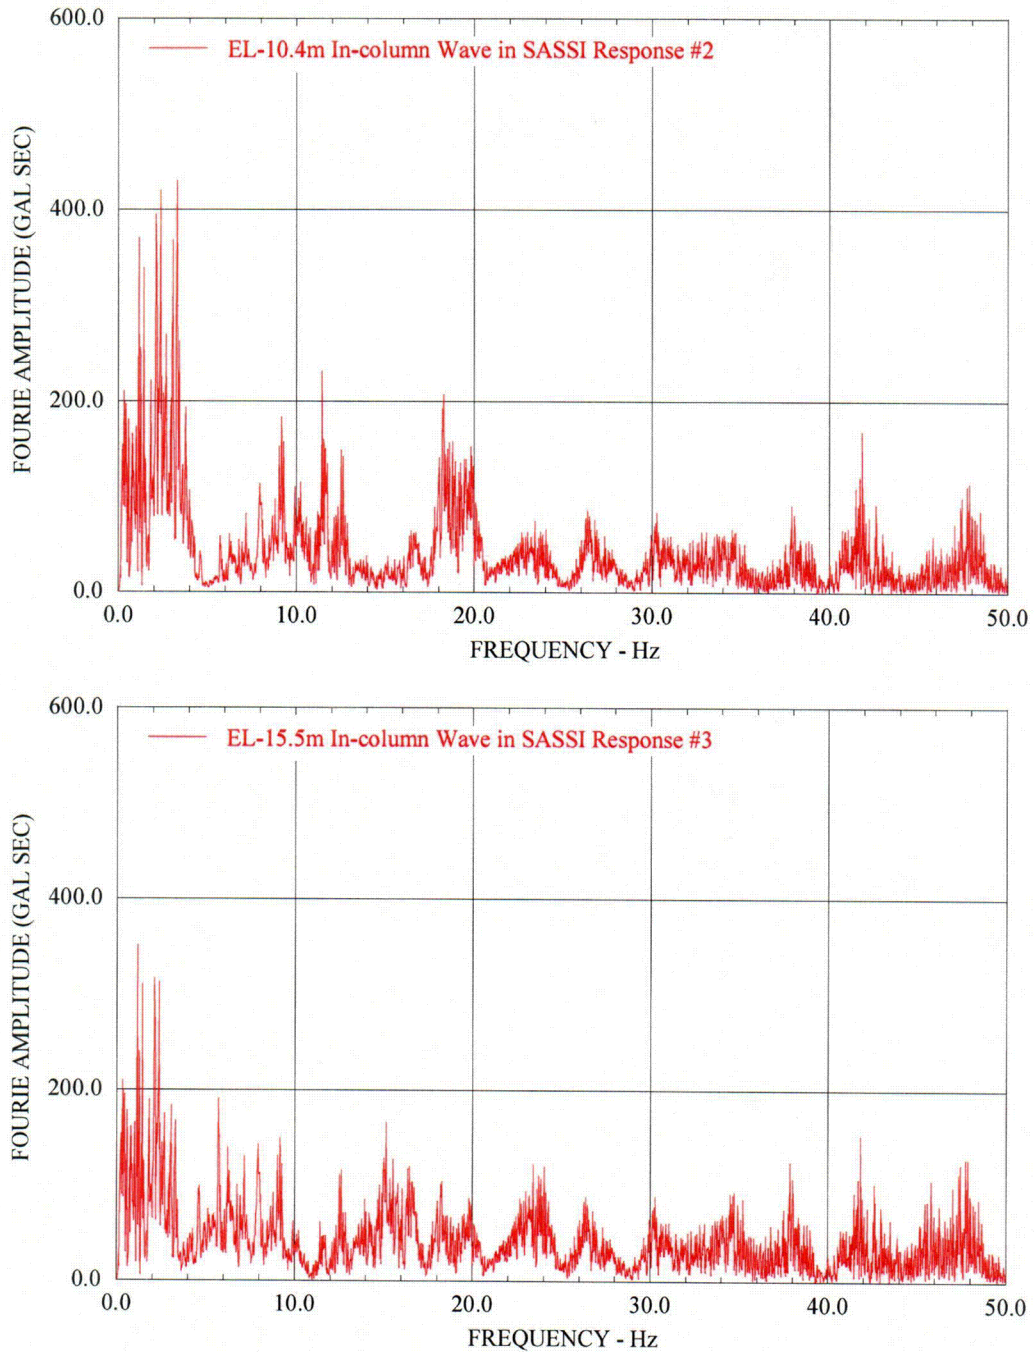 600.0
EL-10.4m In-column Wave in SASSI Response #2
400.0
200.0
0.0
0.0 10.0 20.0 30.0 40.0 50.0
FOURIE AMPLITUDE (GAL SEC)
FREQUENCY - Hz
600.0
EL-15.5m In-column Wave in SASSI Response #3
400.0
200.0
0.0
0.0 10.0 20.0 30.0 40.0 50.0
FOURIE AMPLITUDE (GAL SEC)
FREQUENCY - Hz